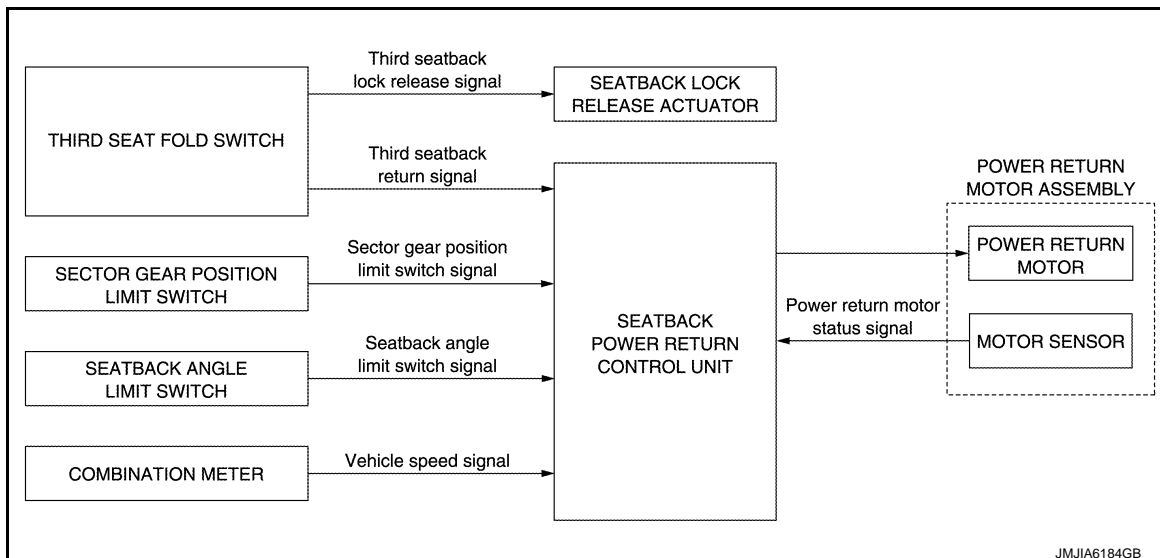 Third seatback
lock release signal
SEATBACK LOCK
RELEASE ACTUATOR
THIRD SEAT FOLD SWITCH
Third seatback
return signal
POWER RETURN
MOTOR ASSEMBLY
Sector gear position
limit switch signal
SECTOR GEAR POSITION
LIMIT SWITCH
POWER RETURN
MOTOR
SEATBACK
POWER RETURN
CONTROL UNIT
Power return motor
status signal
MOTOR SENSOR
Seatback angle
limit switch signal
SEATBACK ANGLE
LIMIT SWITCH
COMBINATION METER
Vehicle speed signal
JMJIA6184GB